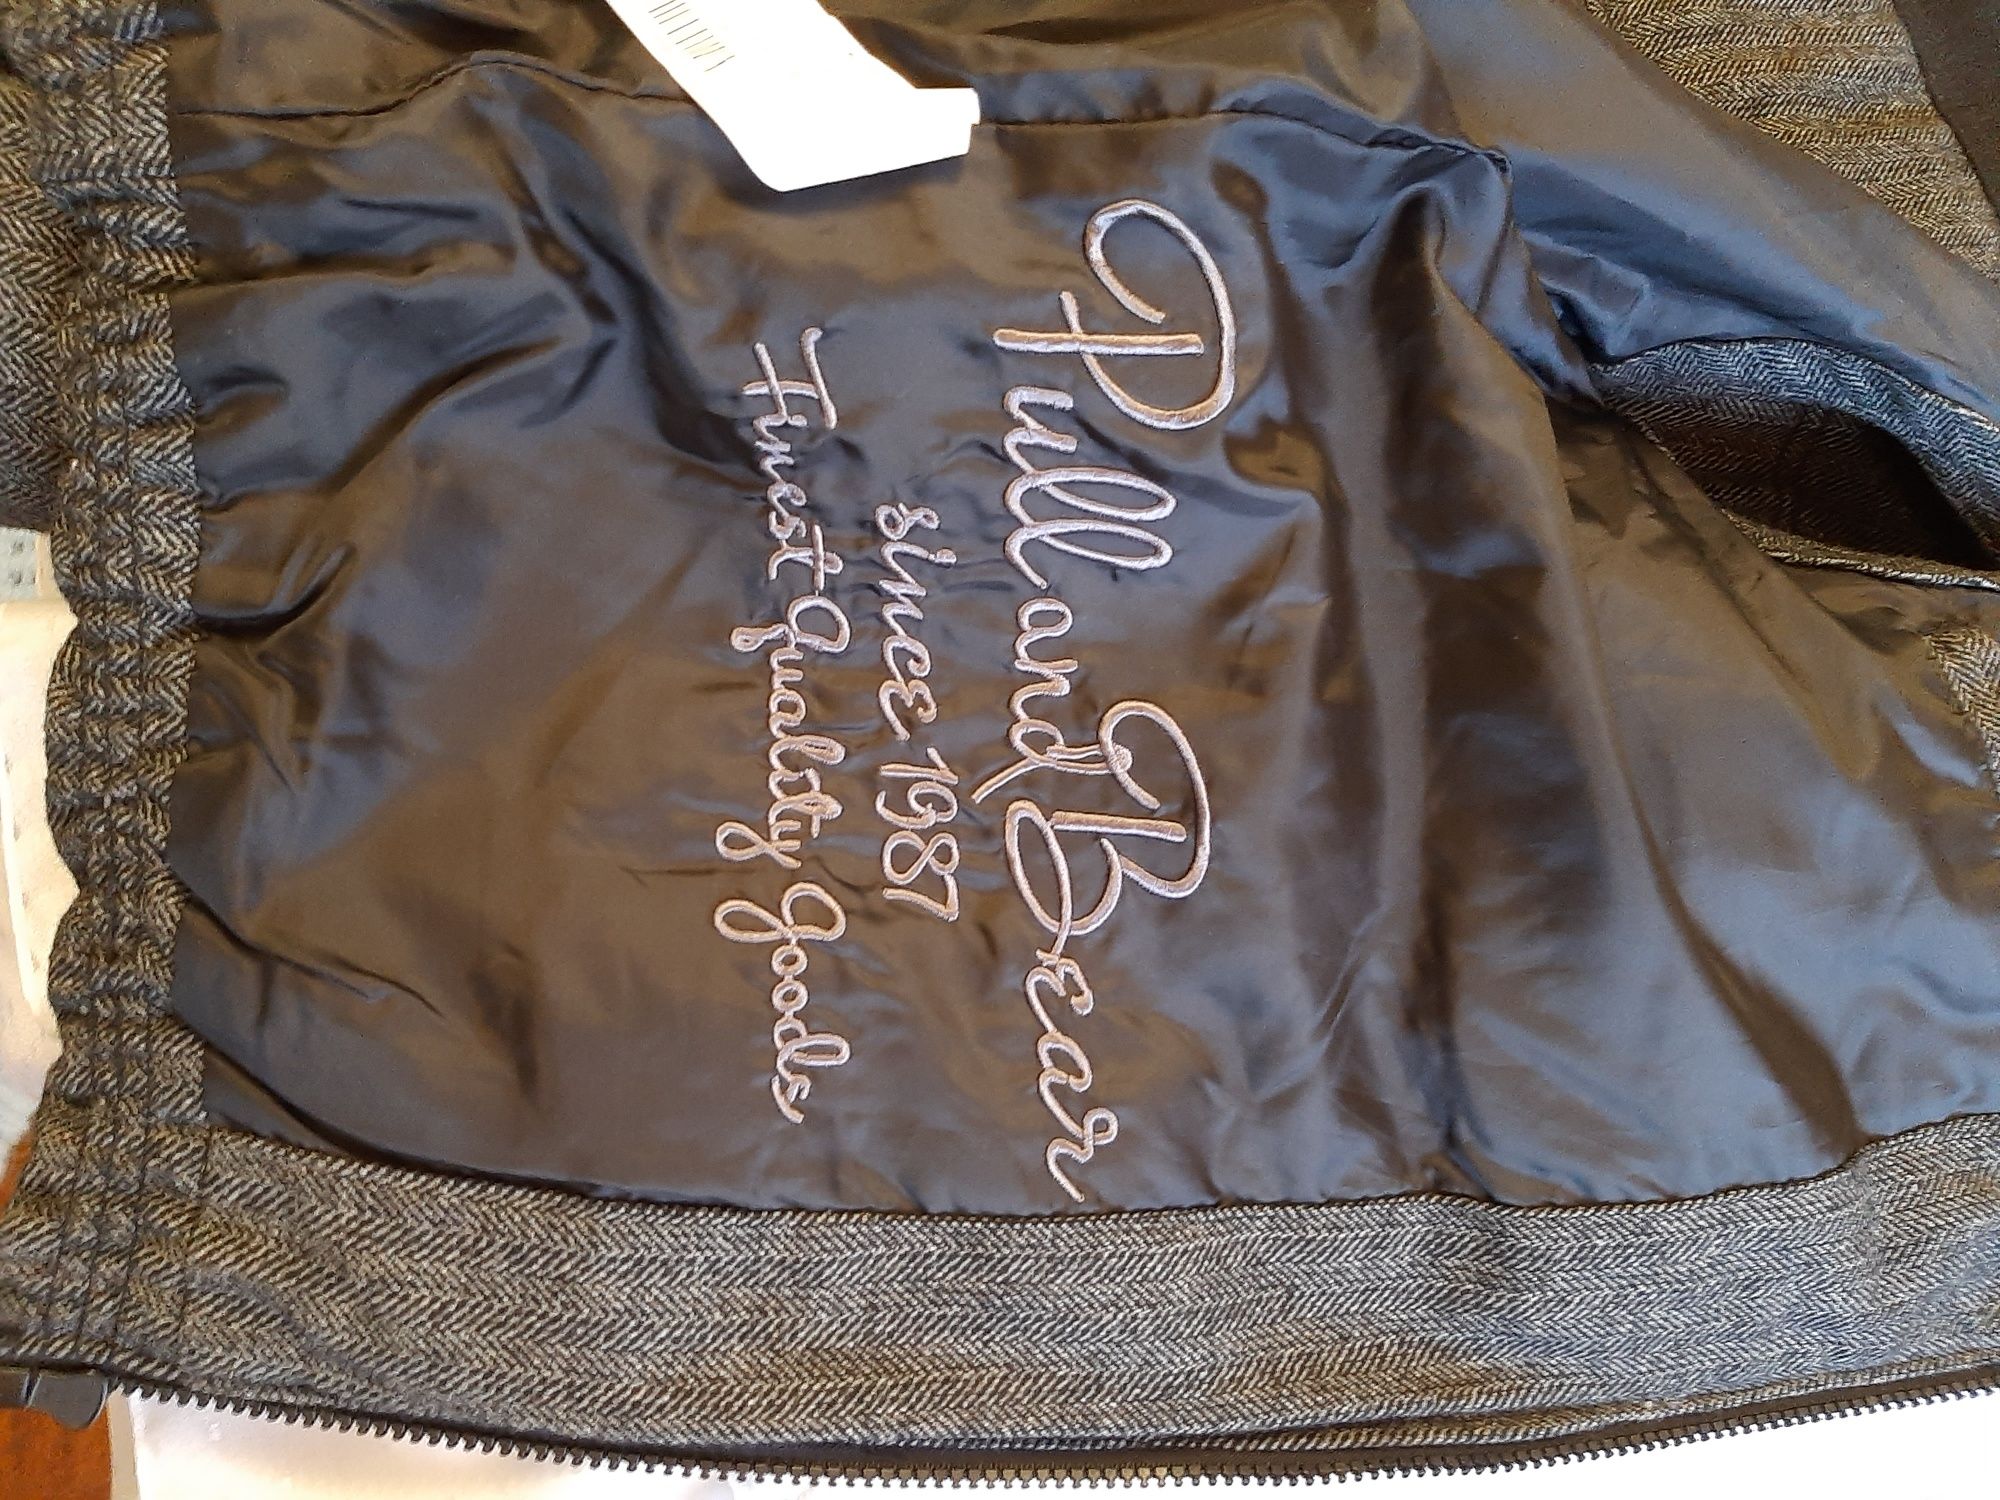 Pull and Bear
since 1987
Finest Quality Goods